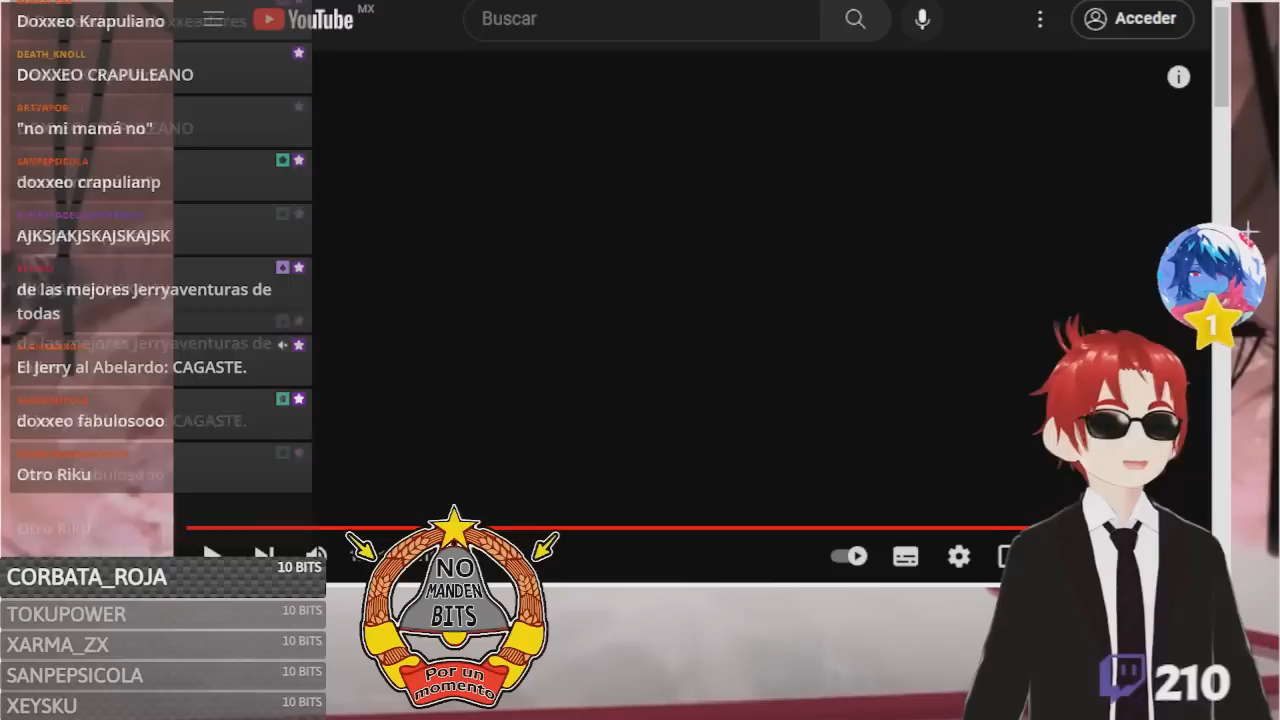 Doxxeo Krapuliano
DEATH_KNOLL
DOXXEO CRAPULEANO
ARTVAPOR
"no mi mamá no"
SANPEPSICOLA
doxxeo crapulianp
AJKSJAKJSKAJSKAJSK
de las mejores Jerryaventuras de
todas
El Jerry al Abelardo: CAGASTE.
doxxeo fabulosooo
Otro Riku
YouTube MX
Buscar
Acceder
1
CORBATA_ROJA 10 BITS
TOKUPOWER 10 BITS
XARMA_ZX 10 BITS
SANPEPSICOLA 10 BITS
XEYSKU 10 BITS
NO
MANDEN
BITS
Por un
momento
210